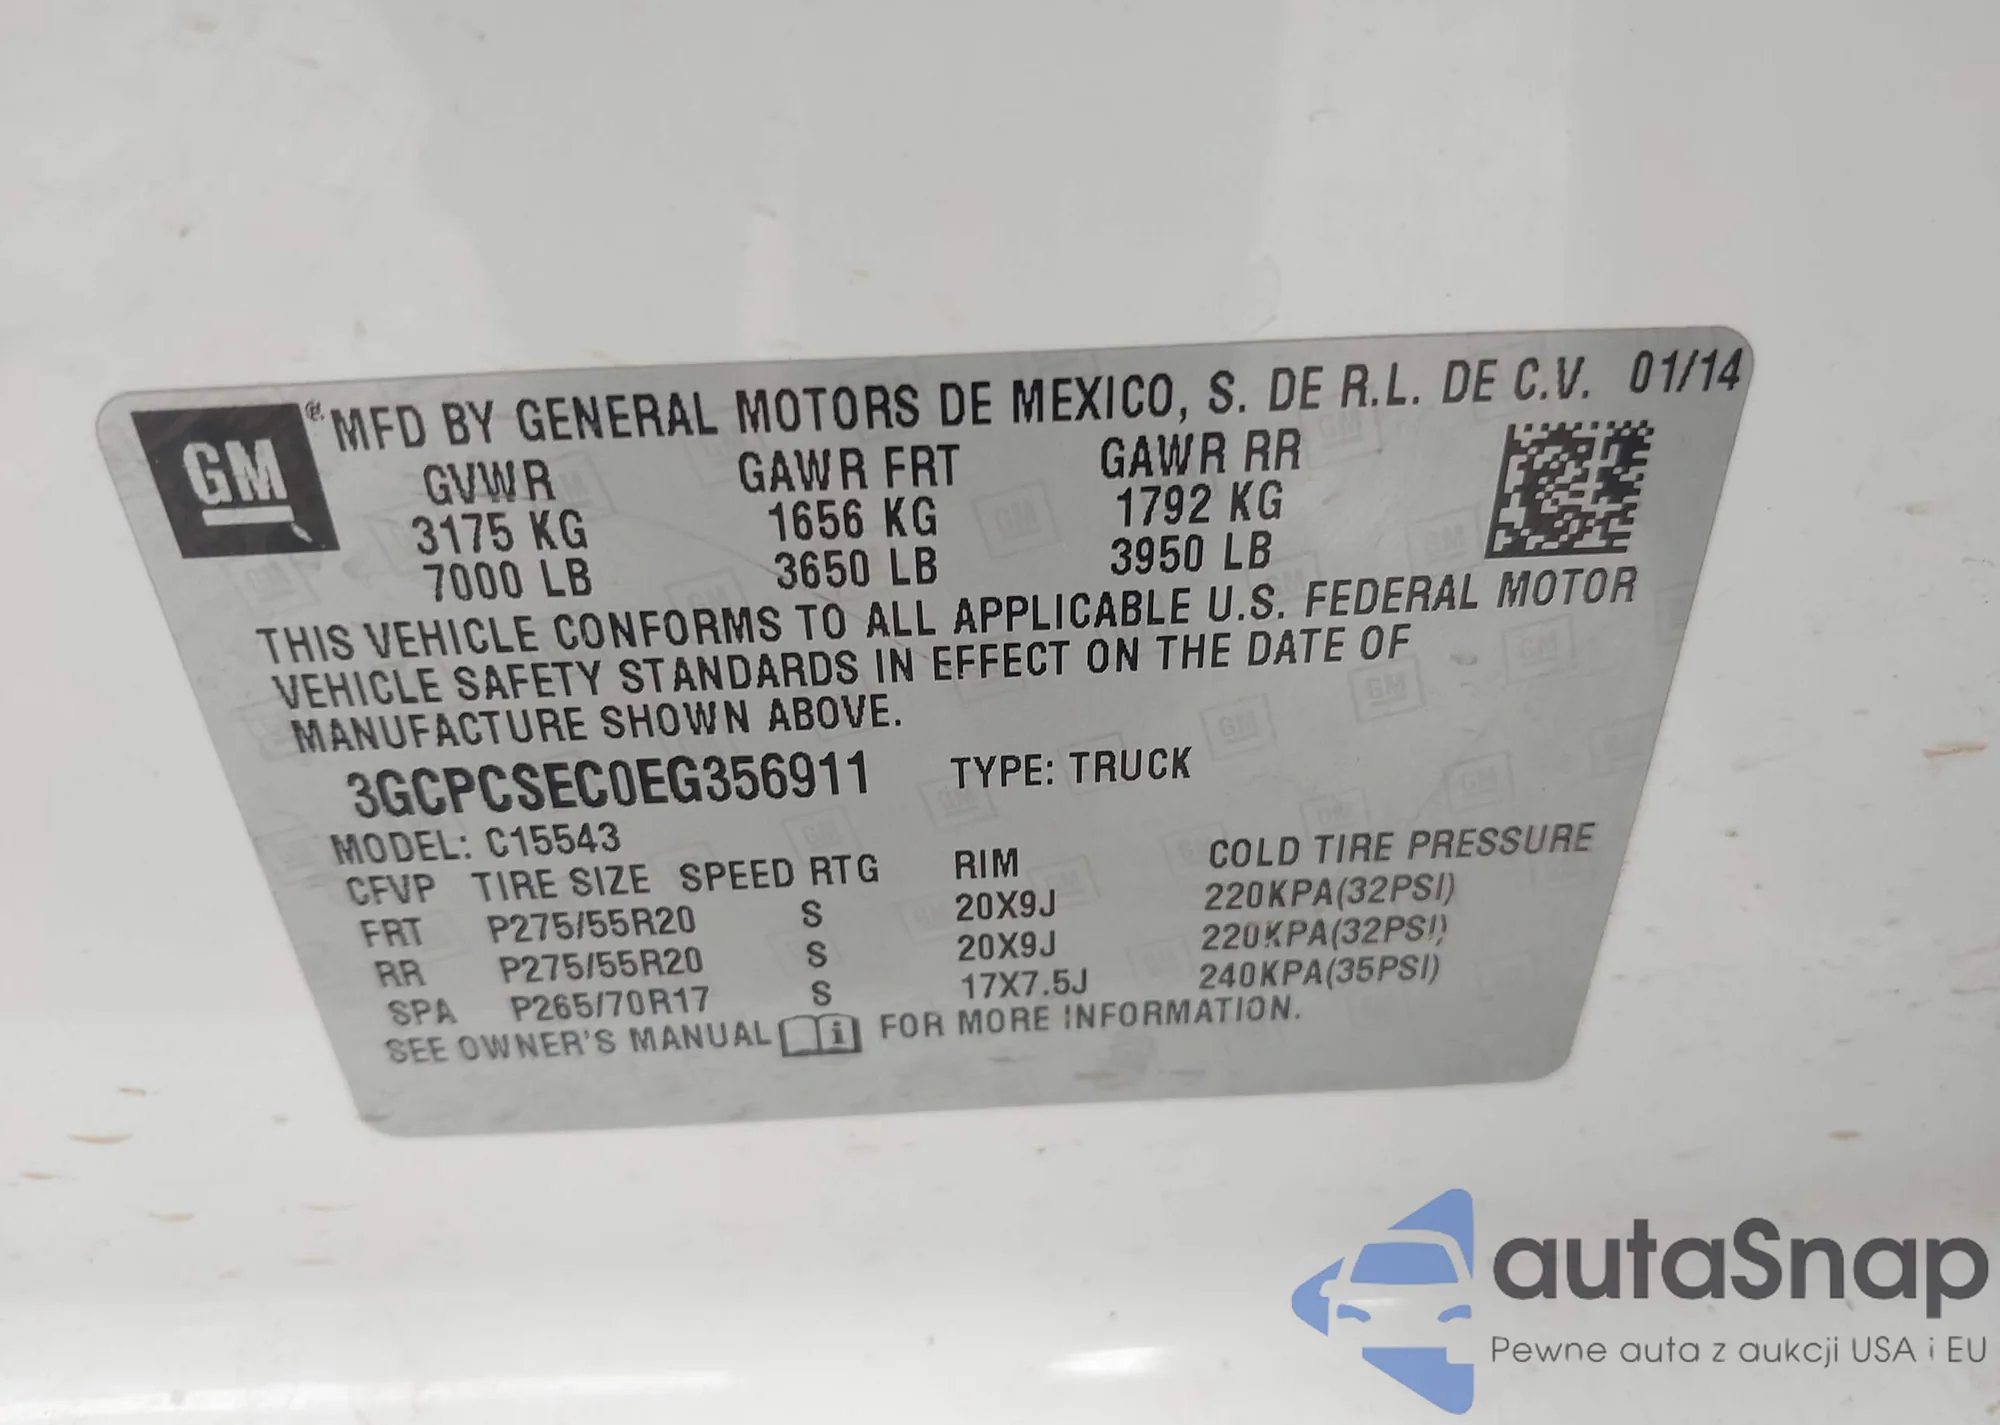 GM ® MFD BY GENERAL MOTORS DE MEXICO, S. DE R.L. DE C.V. 01/14
GVWR GAWR FRT GAWR RR
3175 KG 1656 KG 1792 KG
7000 LB 3650 LB 3950 LB
THIS VEHICLE CONFORMS TO ALL APPLICABLE U.S. FEDERAL MOTOR
VEHICLE SAFETY STANDARDS IN EFFECT ON THE DATE OF
MANUFACTURE SHOWN ABOVE.
3GCPCSEC0EG356911 TYPE: TRUCK
MODEL: C15543
CFVP TIRE SIZE SPEED RTG RIM COLD TIRE PRESSURE
FRT P275/55R20 S 20X9J 220KPA(32PSI)
RR P275/55R20 S 20X9J 220KPA(32PSI)
SPA P265/70R17 S 17X7.5J 240KPA(35PSI)
SEE OWNER'S MANUAL i FOR MORE INFORMATION.
autaSnap
Pewne auta z aukcji USA i EU